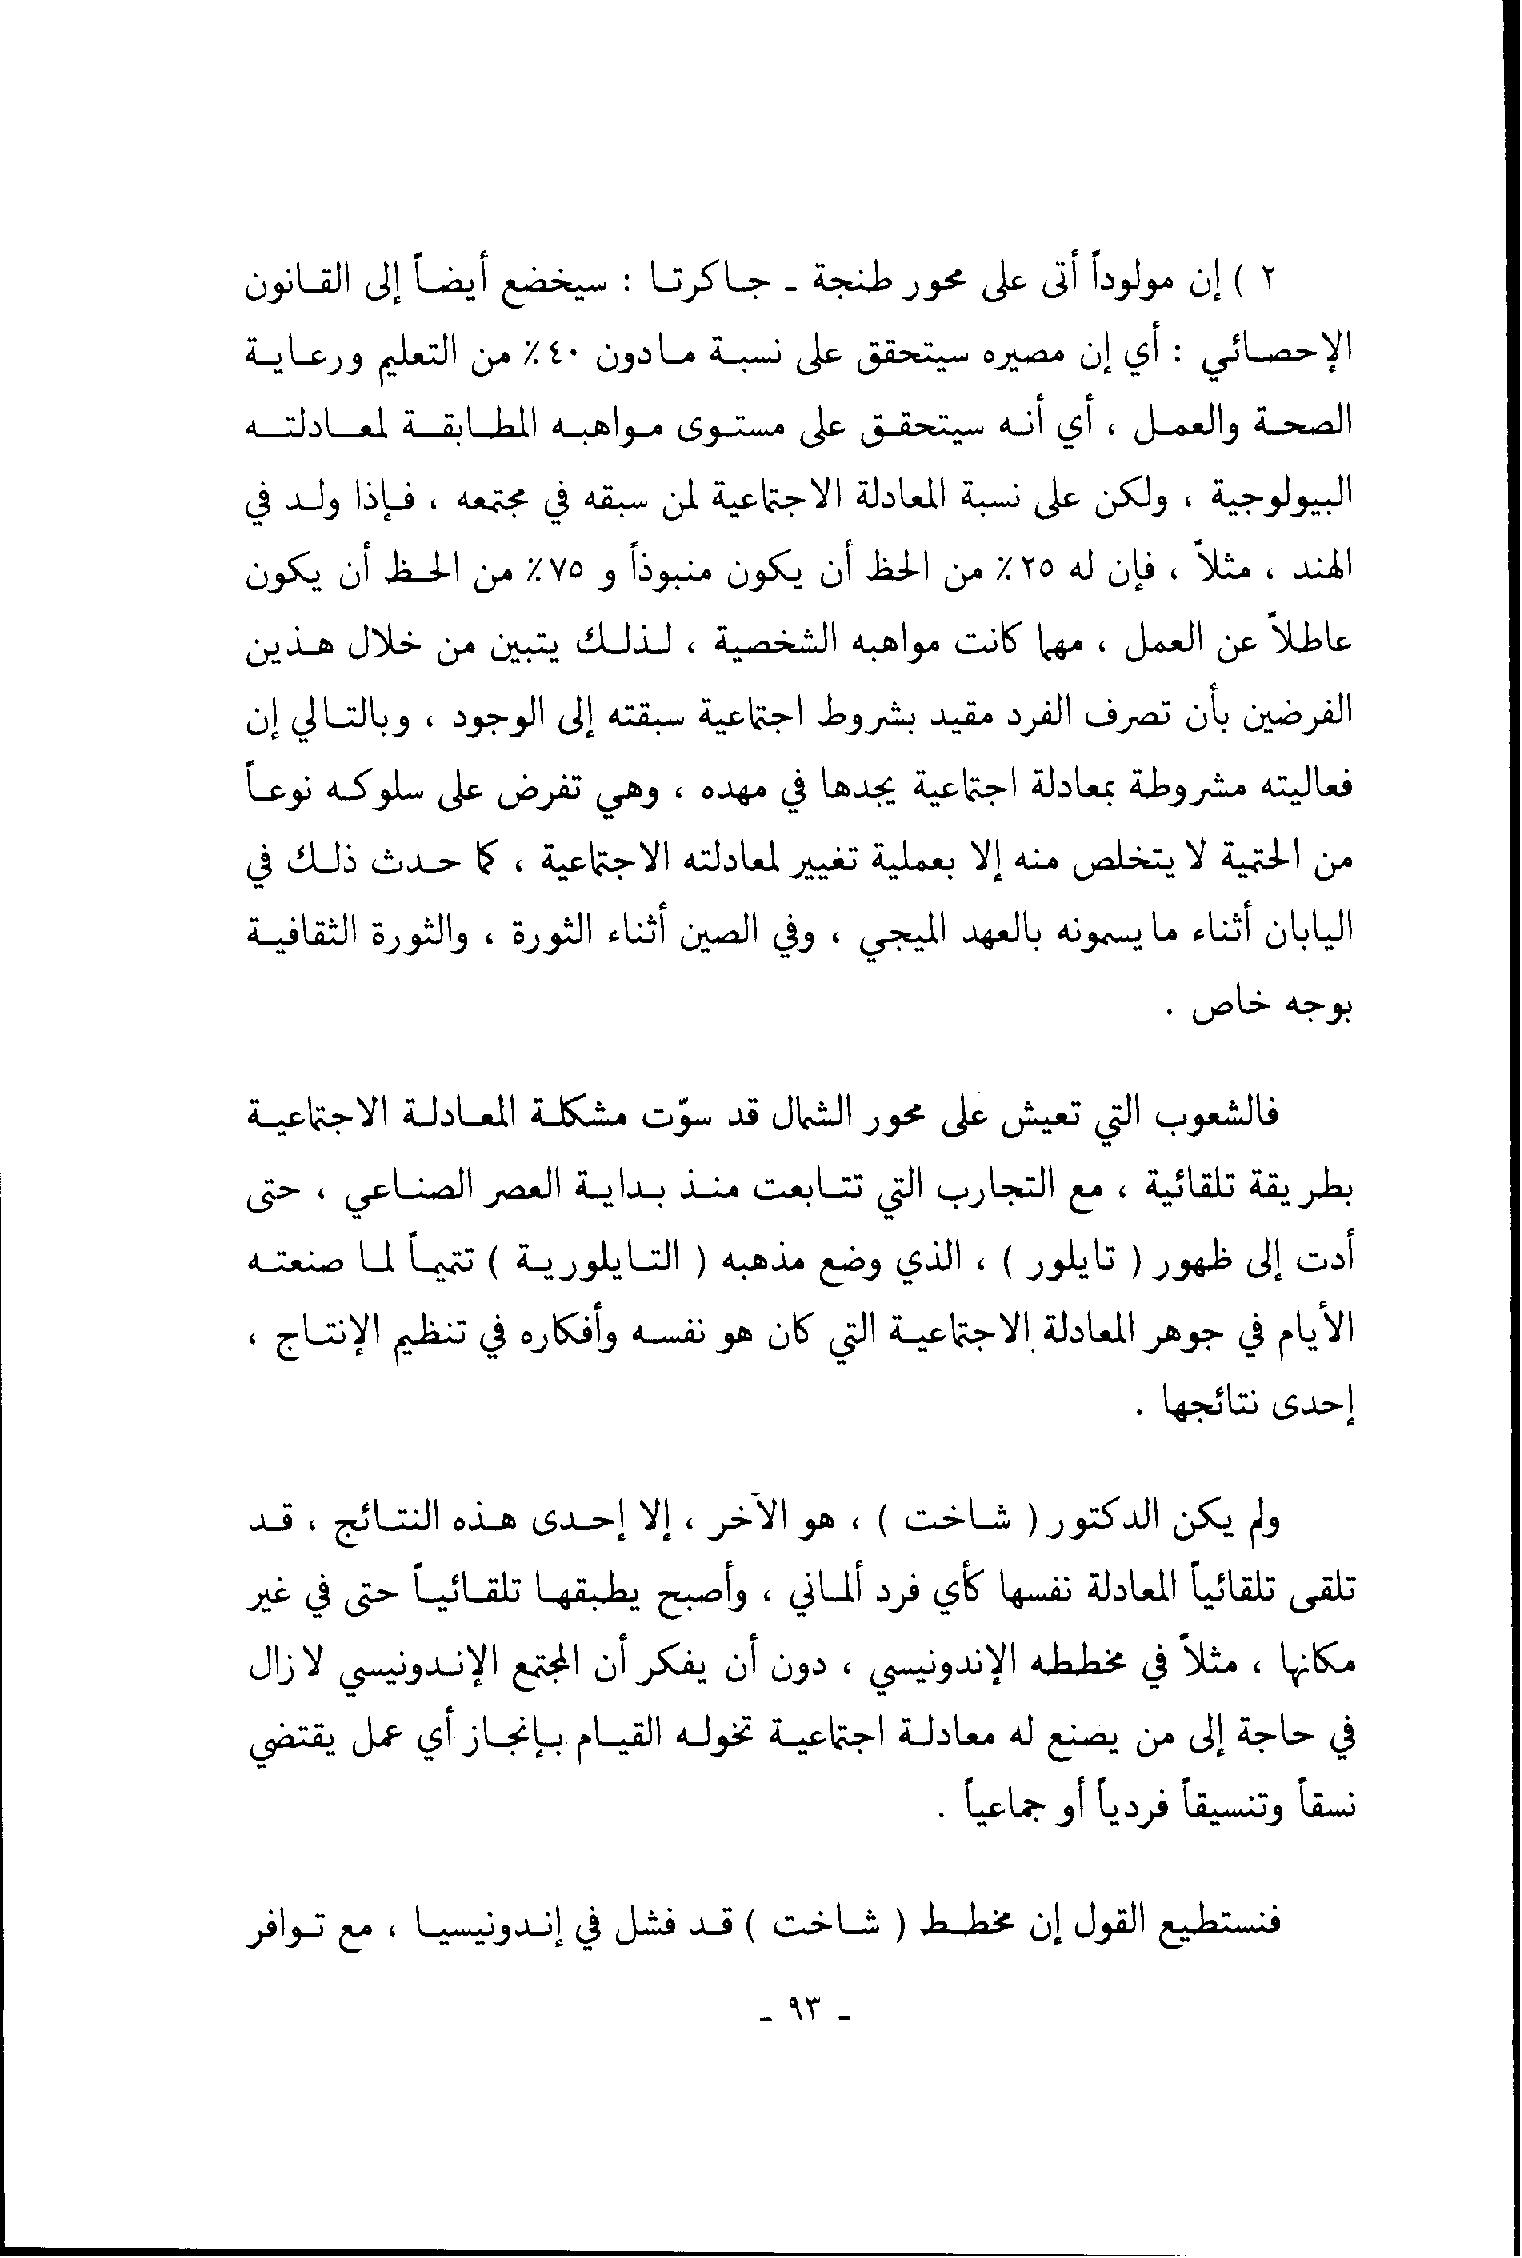 ٢ ) إن مولوداً أتى على محور طنجة ـ جاكرتا : سيخضع أيضاً إلى القانون
الإحصائي : أي إن مصيره سيتحقق على نسبة مادون ٤٠٪ من التعليم ورعاية
الصحة والعمل ، أي أنه سيتحقق على مستوى مواهبه المطابقة لمعادلته
البيولوجية ، ولكن على نسبة المعادلة الاجتماعية لمن سبقه في مجتمعه ، فإذا ولد في
الهند ، مثلاً ، فإن له ٢٥٪ من الحظ أن يكون منبوذاً و ٧٥٪ من الحظ أن يكون
عاطلاً عن العمل ، مهما كانت مواهبه الشخصية ، لذلك يتبين من خلال هذين
الفرضين بأن تصرف الفرد مقيد بشروط اجتماعية سبقته إلى الوجود ، وبالتالي إن
فعاليته مشروطة بمعادلة اجتماعية يجدها في مهده ، وهي تفرض على سلوكه نوعاً
من الحتمية لا يتخلص منه إلا بعملية تغيير لمعادلته الاجتماعية ، كما حدث ذلك في
اليابان أثناء ما يسمونه بالعهد الميجي ، وفي الصين أثناء الثورة ، والثورة الثقافية
بوجه خاص .
فالشعوب التي تعيش على محور الشمال قد سوّت مشكلة المعادلة الاجتماعية
بطريقة تلقائية ، مع التجارب التي تتابعت منذ بداية العصر الصناعي ، حتى
أدت إلى ظهور ( تايلور ) ، الذي وضع مذهبه ( التايلورية ) تتميماً لما صنعته
الأيام في جوهر المعادلة الاجتماعية التي كان هو نفسه وأفكاره في تنظيم الإنتاج ،
إحدى نتائجها .
ولم يكن الدكتور ( شاخت ) ، هو الآخر ، إلا إحدى هذه النتائج ، قد
تلقى تلقائياً المعادلة نفسها كأي فرد ألماني ، وأصبح يطبقها تلقائياً حتى في غير
مكانها ، مثلاً في مخططه الإندونيسي ، دون أن يفكر أن المجتمع الإندونيسي لا زال
في حاجة إلى من يصنع له معادلة اجتماعية تخوله القيام بإنجاز أي عمل يقتضي
نسقاً وتنسيقاً فردياً أو جماعياً .
فنستطيع القول إن مخطط ( شاخت ) قد فشل في إندونيسيا ، مع توافر
ـ ٩٣ ـ